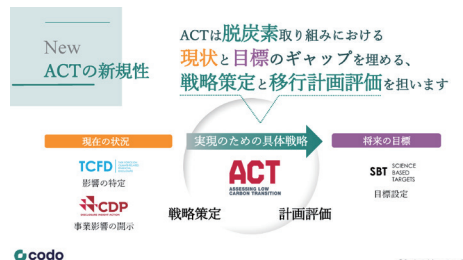 New
ACTの新規性
ACTは脱炭素取り組みにおける
現状と目標のギャップを埋める、
戦略策定と移行計画評価を担います
現在の状況
実現のための具体戦略
将来の目標
TCFD
影響の特定
CDP
事業影響の開示
ACT
ASSESSING LOW
CARBON TRANSITION
戦略策定
計画評価
SBT
SCIENCE
BASED
TARGETS
目標設定
codo